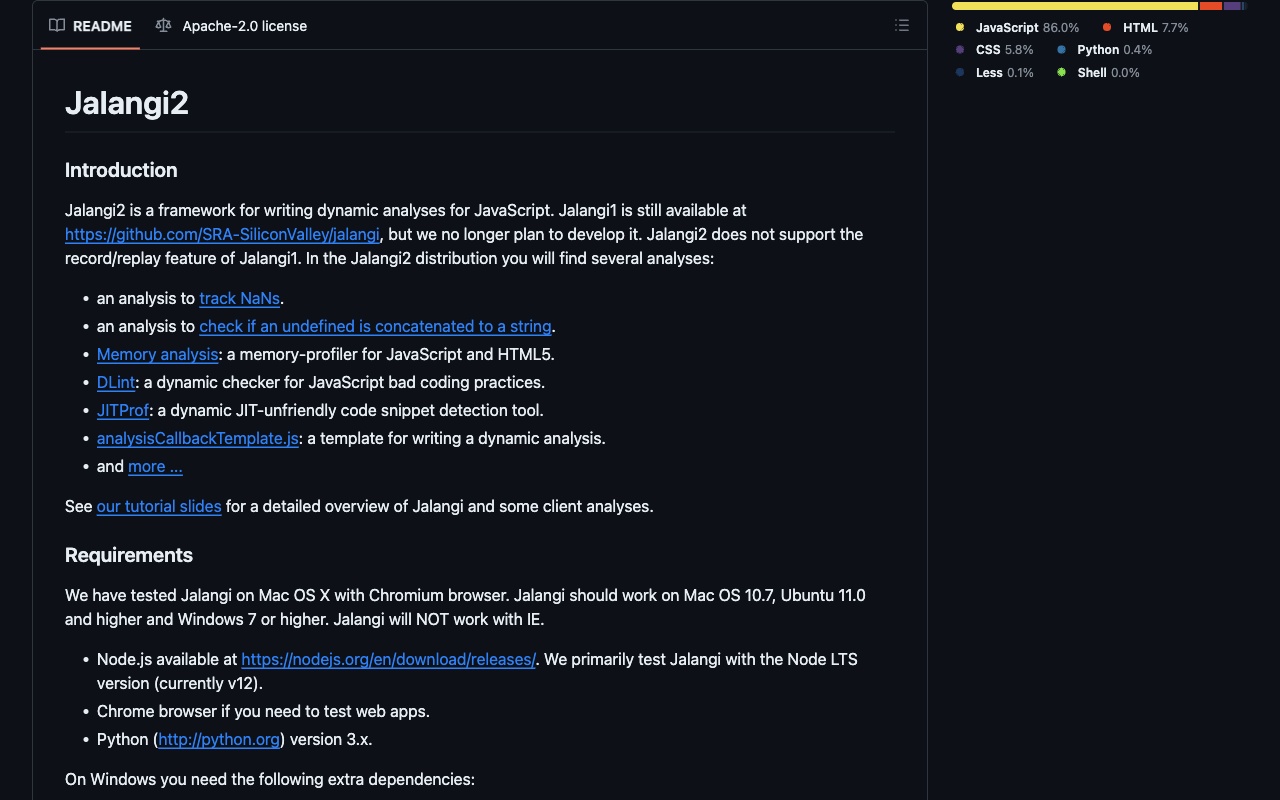 README
Apache-2.0 license
Jalangi2
Introduction
Jalangi2 is a framework for writing dynamic analyses for JavaScript. Jalangi1 is still available at
https://github.com/SRA-SiliconValley/jalangi, but we no longer plan to develop it. Jalangi2 does not support the
record/replay feature of Jalangi1. In the Jalangi2 distribution you will find several analyses:
• an analysis to track NaNs.
• an analysis to check if an undefined is concatenated to a string.
• Memory analysis: a memory-profiler for JavaScript and HTML5.
• DLint: a dynamic checker for JavaScript bad coding practices.
• JITProf: a dynamic JIT-unfriendly code snippet detection tool.
• analysisCallbackTemplate.js: a template for writing a dynamic analysis.
• and more ...
See our tutorial slides for a detailed overview of Jalangi and some client analyses.
Requirements
We have tested Jalangi on Mac OS X with Chromium browser. Jalangi should work on Mac OS 10.7, Ubuntu 11.0
and higher and Windows 7 or higher. Jalangi will NOT work with IE.
• Node.js available at https://nodejs.org/en/download/releases/. We primarily test Jalangi with the Node LTS
version (currently v12).
• Chrome browser if you need to test web apps.
• Python (http://python.org) version 3.x.
On Windows you need the following extra dependencies:
JavaScript 86.0% HTML 7.7%
CSS 5.8% Python 0.4%
Less 0.1% Shell 0.0%